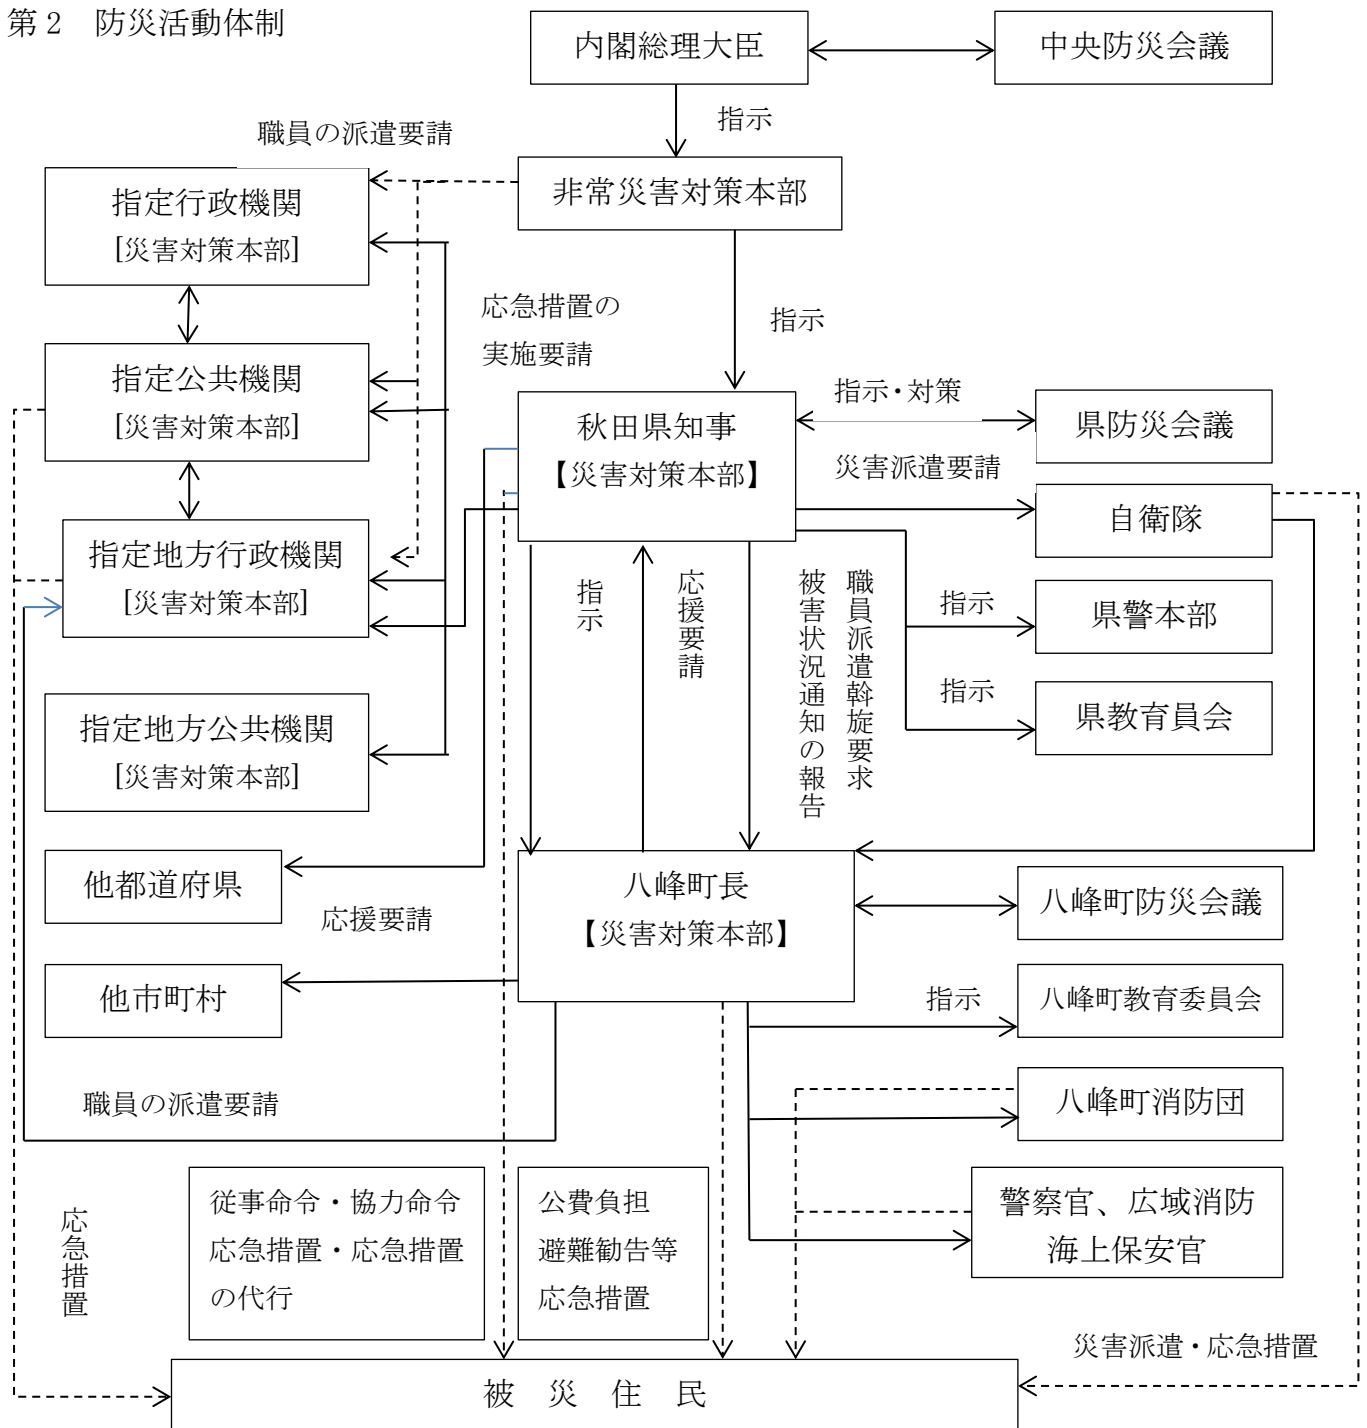 第2　防災活動体制
内閣総理大臣
中央防災会議
指示
職員の派遣要請
非常災害対策本部
指定行政機関
[災害対策本部]
応急措置の
実施要請
指示
指定公共機関
[災害対策本部]
秋田県知事
【災害対策本部】
指示・対策
県防災会議
災害派遣要請
自衛隊
指定地方行政機関
[災害対策本部]
指示
応援要請
職員派遣斡旋要求
被害状況通知の報告
指示
県警本部
指示
県教育員会
指定地方公共機関
[災害対策本部]
他都道府県
応援要請
八峰町長
【災害対策本部】
八峰町防災会議
他市町村
指示
八峰町教育委員会
職員の派遣要請
八峰町消防団
従事命令・協力命令
応急措置・応急措置
の代行
公費負担
避難勧告等
応急措置
警察官、広域消防
海上保安官
応急措置
災害派遣・応急措置
被　災　住　民